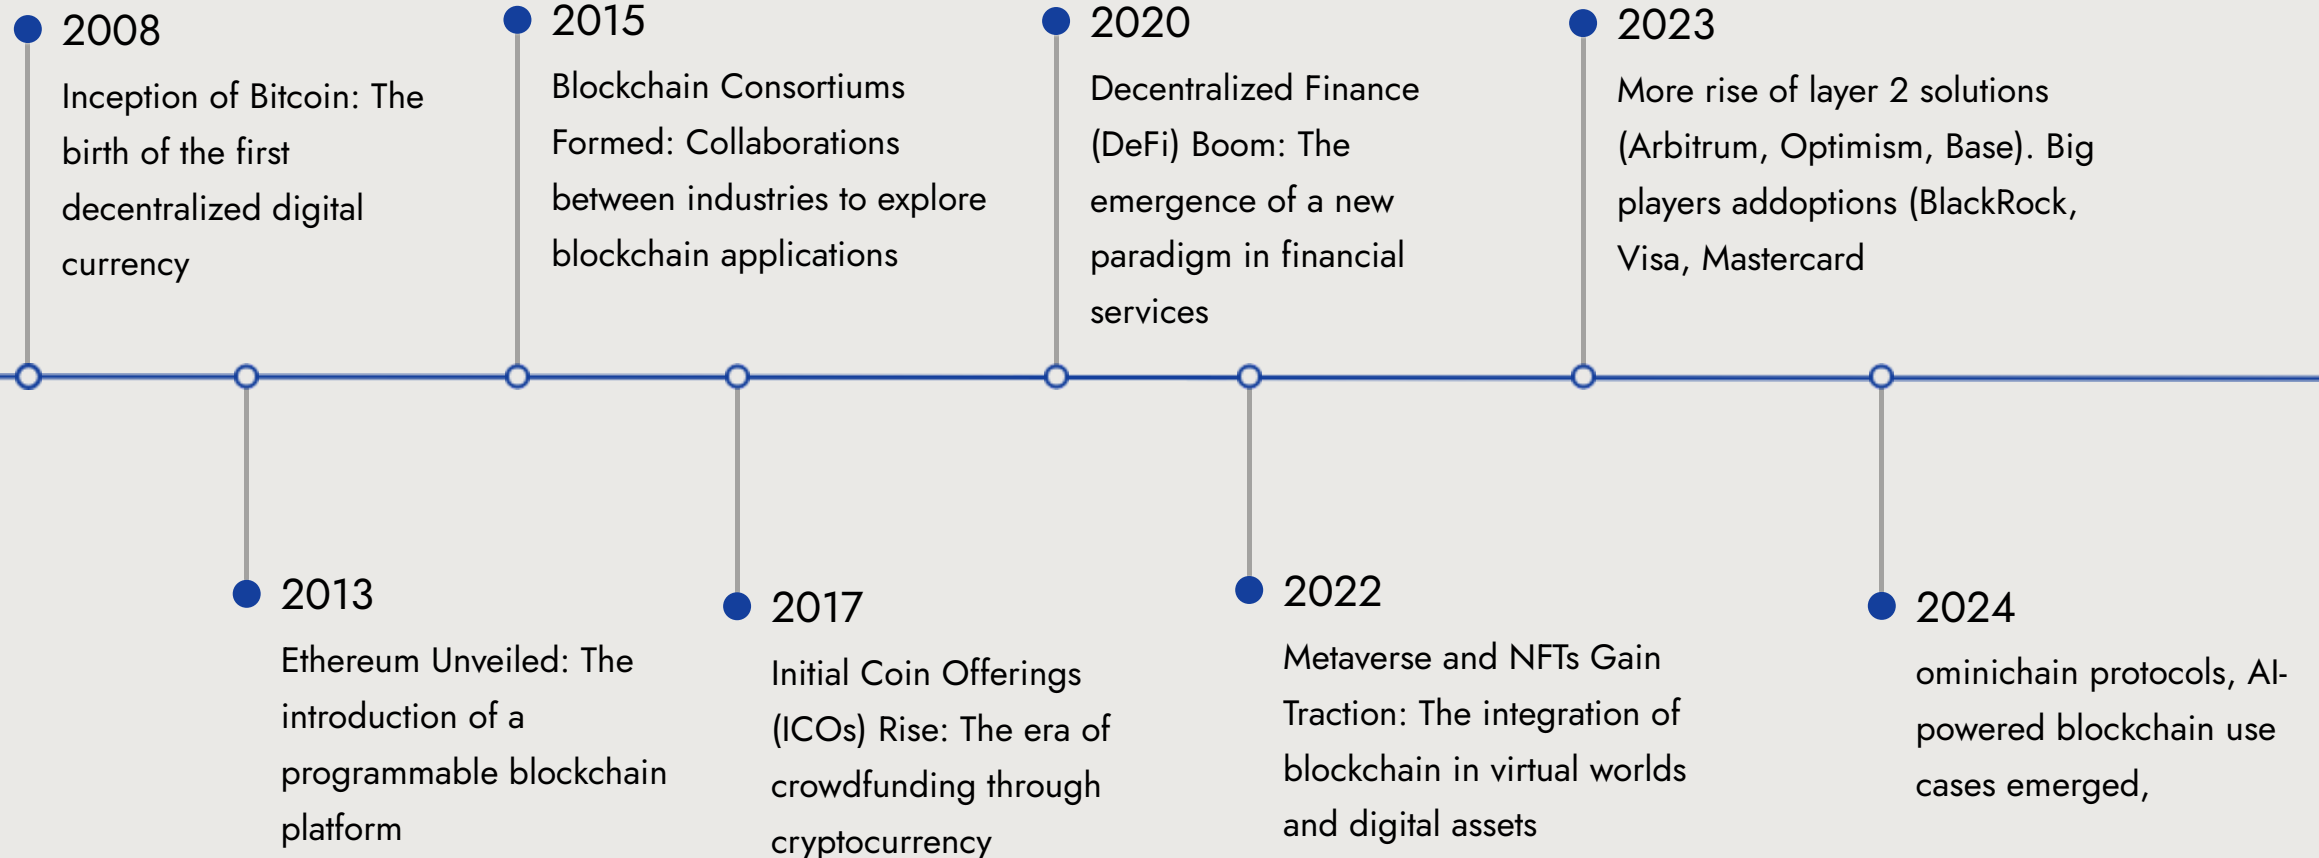 2008
Inception of Bitcoin: The
birth of the first
decentralized digital
currency
2013
Ethereum Unveiled: The
introduction of a
programmable blockchain
platform
2015
Blockchain Consortiums
Formed: Collaborations
between industries to explore
blockchain applications
2017
Initial Coin Offerings
(ICOs) Rise: The era of
crowdfunding through
cryptocurrency
2020
Decentralized Finance
(DeFi) Boom: The
emergence of a new
paradigm in financial
services
2022
Metaverse and NFTs Gain
Traction: The integration of
blockchain in virtual worlds
and digital assets
2023
More rise of layer 2 solutions
(Arbitrum, Optimism, Base). Big
players addoptions (BlackRock,
Visa, Mastercard
2024
ominichain protocols, AI-
powered blockchain use
cases emerged,